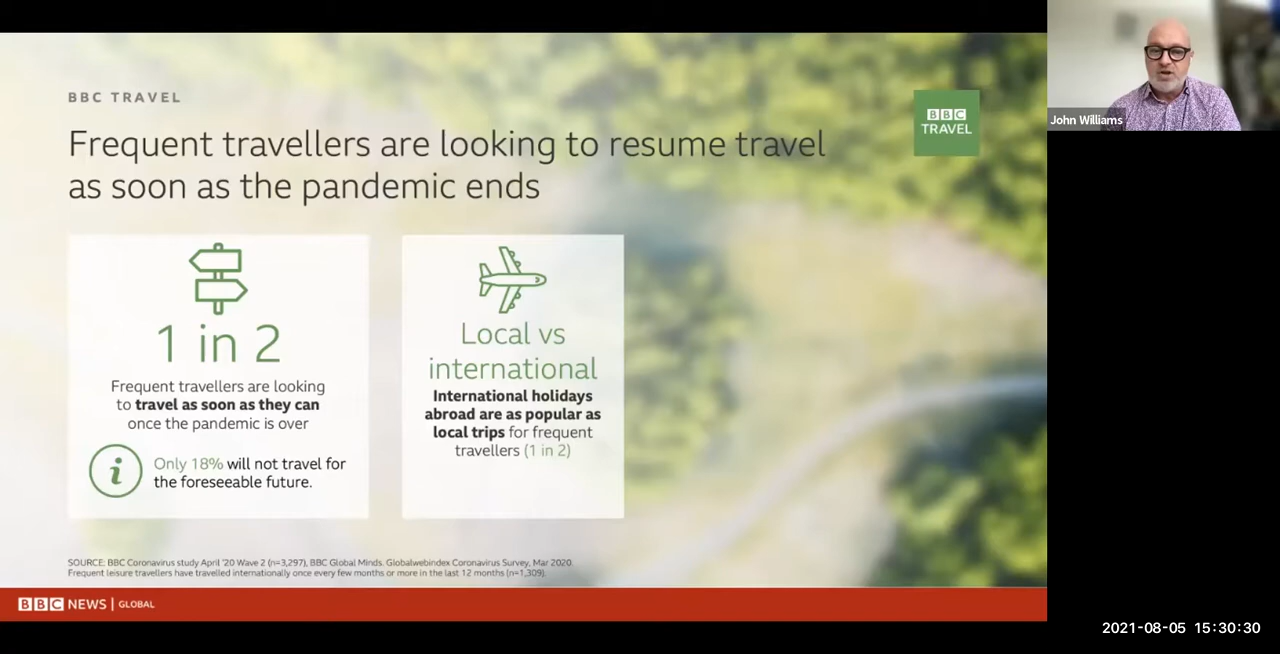 BBC TRAVEL
Frequent travellers are looking to resume travel
as soon as the pandemic ends
BBC
TRAVEL
John Williams
1 in 2
Frequent travellers are looking
to travel as soon as they can
once the pandemic is over
i
Only 18% will not travel for
the foreseeable future.
Local vs
international
International holidays
abroad are as popular as
local trips for frequent
travellers (1 in 2)
SOURCE: BBC Coronavirus study April '20 Wave 2 (n=3,297), BBC Global Minds. Globalwebindex Coronavirus Survey, Mar 2020.
Frequent leisure travellers have travelled internationally once every few months or more in the last 12 months (n=1,309).
BBC NEWS | GLOBAL
2021-08-05 15:30:30